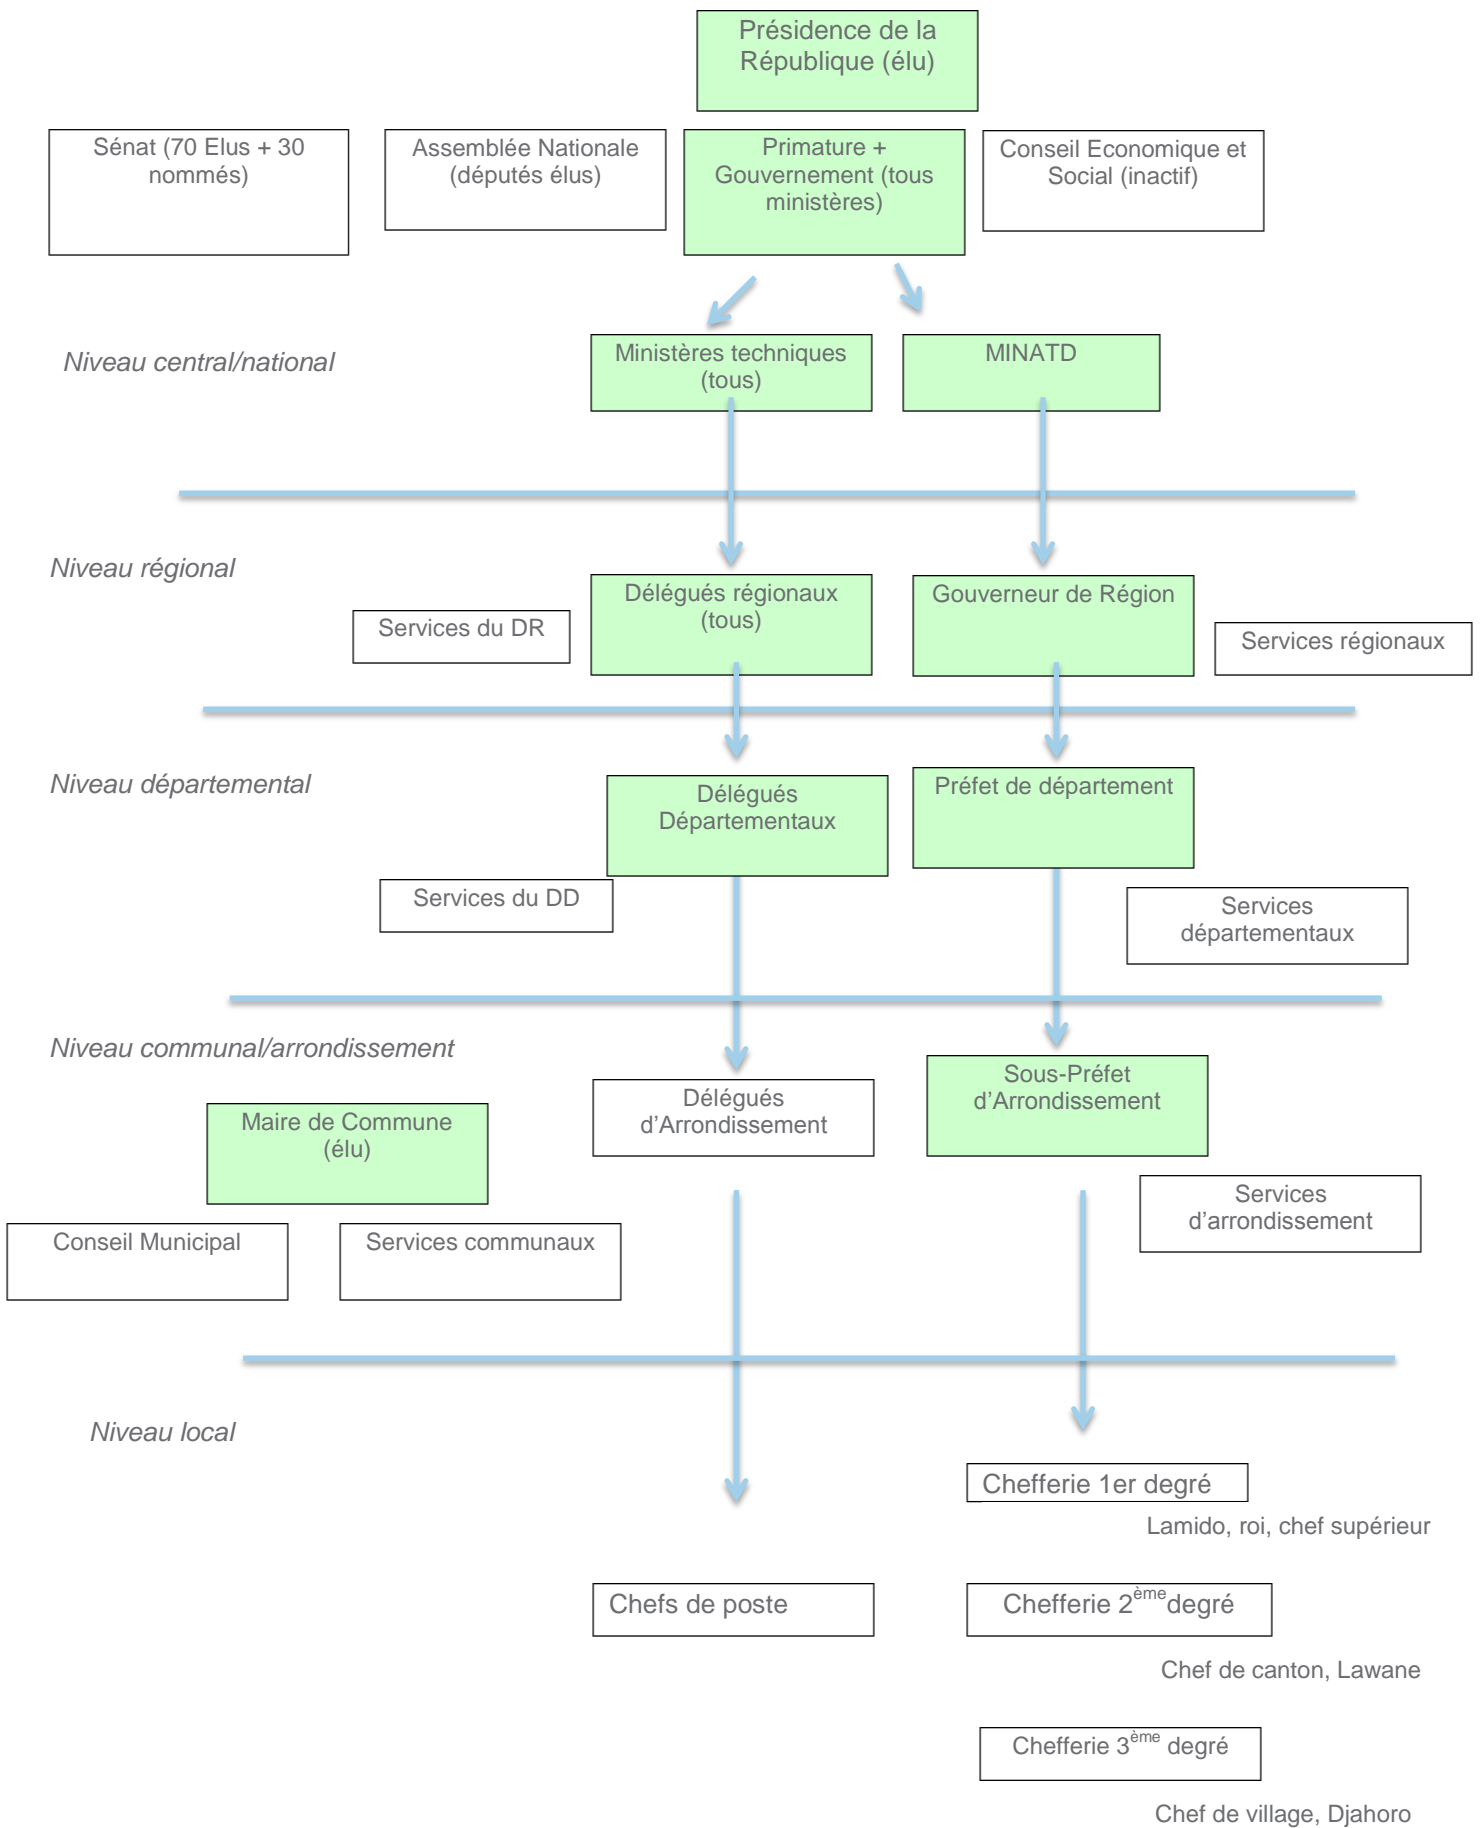 Présidence de la
République (élu)
Sénat (70 Elus + 30
nommés)
Assemblée Nationale
(députés élus)
Primature +
Gouvernement (tous
ministères)
Conseil Economique et
Social (inactif)
Niveau central/national
Ministères techniques
(tous)
MINATD
Niveau régional
Services du DR
Délégués régionaux
(tous)
Gouverneur de Région
Services régionaux
Niveau départemental
Délégués
Départementaux
Préfet de département
Services du DD
Services
départementaux
Niveau communal/arrondissement
Maire de Commune
(élu)
Délégués
d’Arrondissement
Sous-Préfet
d’Arrondissement
Conseil Municipal
Services communaux
Services
d’arrondissement
Niveau local
Chefferie 1er degré
Lamido, roi, chef supérieur
Chefs de poste
Chefferie 2ème degré
Chef de canton, Lawane
Chefferie 3ème degré
Chef de village, Djahoro